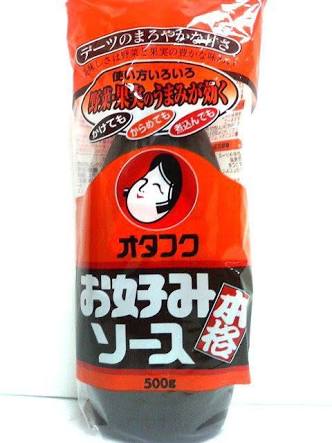 デーツのまろやかな甘さ
使い方いろいろ
野菜・果実のうまみが効く
かけても
からめても
煮込んでも
オタフク
お好み
ソース
本格
500g